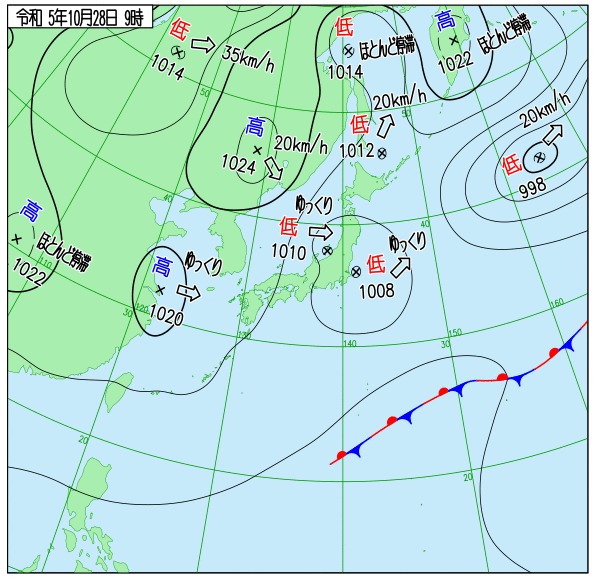 令和 5年10月28日 9時
低
1014
35km/h
低
1014
ほとんど停滞
高
1022
ほとんど停滞
50
高
1024
20km/h
低
1012
20km/h
50
低
998
20km/h
40
高
1022
ほとんど停滞
110
低
1010
ゆっくり
40
高
1020
ゆっくり
低
1008
ゆっくり
30
120
130
140
30
150
160
20
20